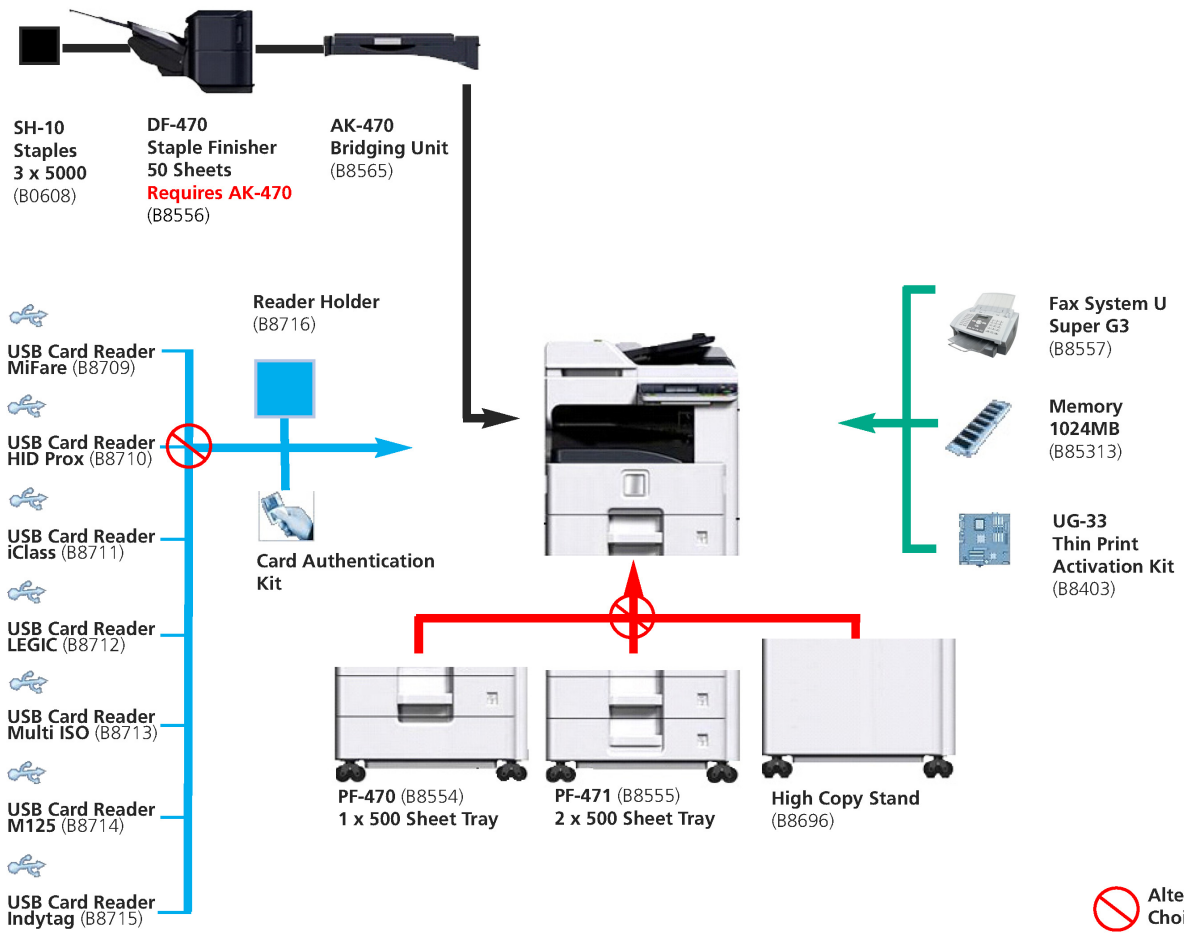 SH-10
Staples
3 x 5000
(B0608)
DF-470
Staple Finisher
50 Sheets
Requires AK-470
(B8556)
AK-470
Bridging Unit
(B8565)
Reader Holder
(B8716)
USB Card Reader
MiFare (B8709)
USB Card Reader
HID Prox (B8710)
USB Card Reader
iClass (B8711)
USB Card Reader
LEGIC (B8712)
USB Card Reader
Multi ISO (B8713)
USB Card Reader
M125 (B8714)
USB Card Reader
Indytag (B8715)
Card Authentication
Kit
Fax System U
Super G3
(B8557)
Memory
1024MB
(B85313)
UG-33
Thin Print
Activation Kit
(B8403)
PF-470 (B8554)
1 x 500 Sheet Tray
PF-471 (B8555)
2 x 500 Sheet Tray
High Copy Stand
(B8696)
Alte
Choi